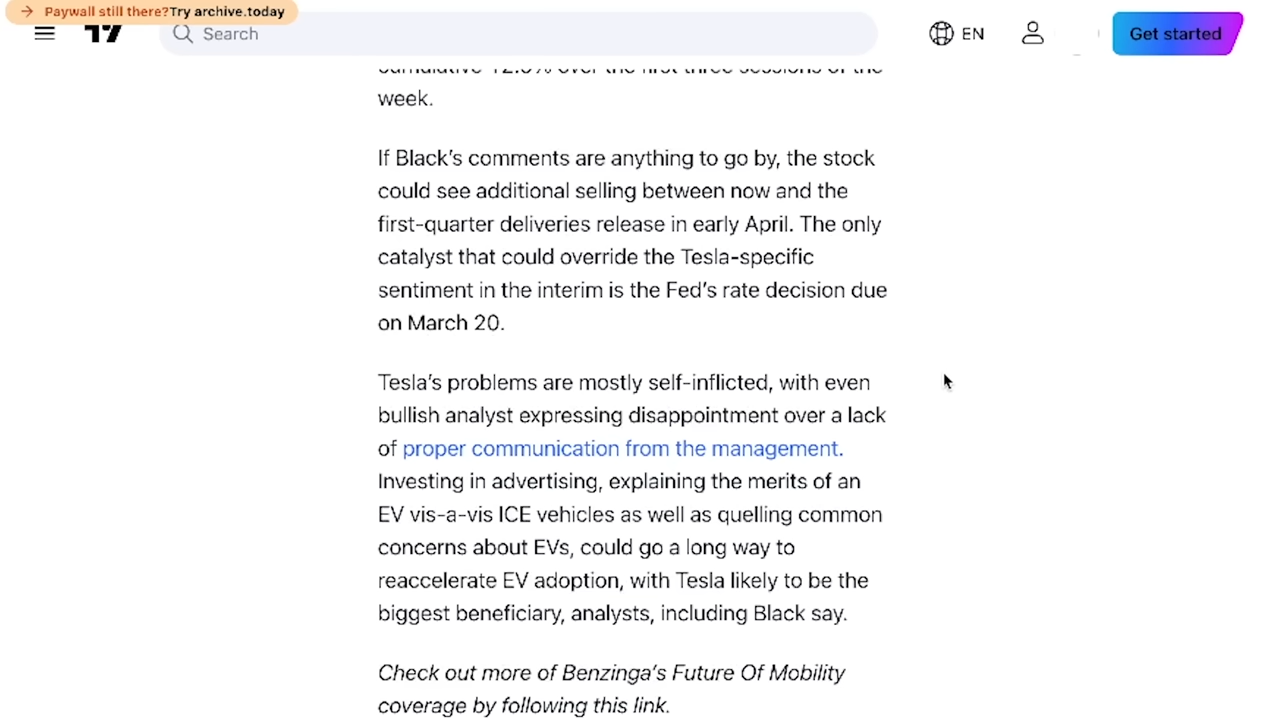 Paywall still there? Try archive.today
Search
EN
Get started
week.
If Black's comments are anything to go by, the stock
could see additional selling between now and the
first-quarter deliveries release in early April. The only
catalyst that could override the Tesla-specific
sentiment in the interim is the Fed's rate decision due
on March 20.
Tesla's problems are mostly self-inflicted, with even
bullish analyst expressing disappointment over a lack
of proper communication from the management.
Investing in advertising, explaining the merits of an
EV vis-a-vis ICE vehicles as well as quelling common
concerns about EVs, could go a long way to
reaccelerate EV adoption, with Tesla likely to be the
biggest beneficiary, analysts, including Black say.
Check out more of Benzinga's Future Of Mobility
coverage by following this link.